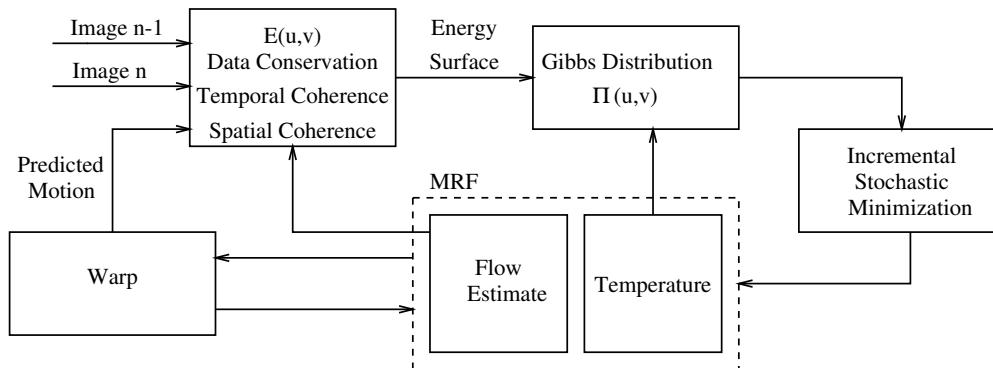 Image n-1
Image n
E(u,v)
Data Conservation
Temporal Coherence
Spatial Coherence
Energy
Surface
Gibbs Distribution
Π(u,v)
Predicted
Motion
MRF
Incremental
Stochastic
Minimization
Warp
Flow
Estimate
Temperature